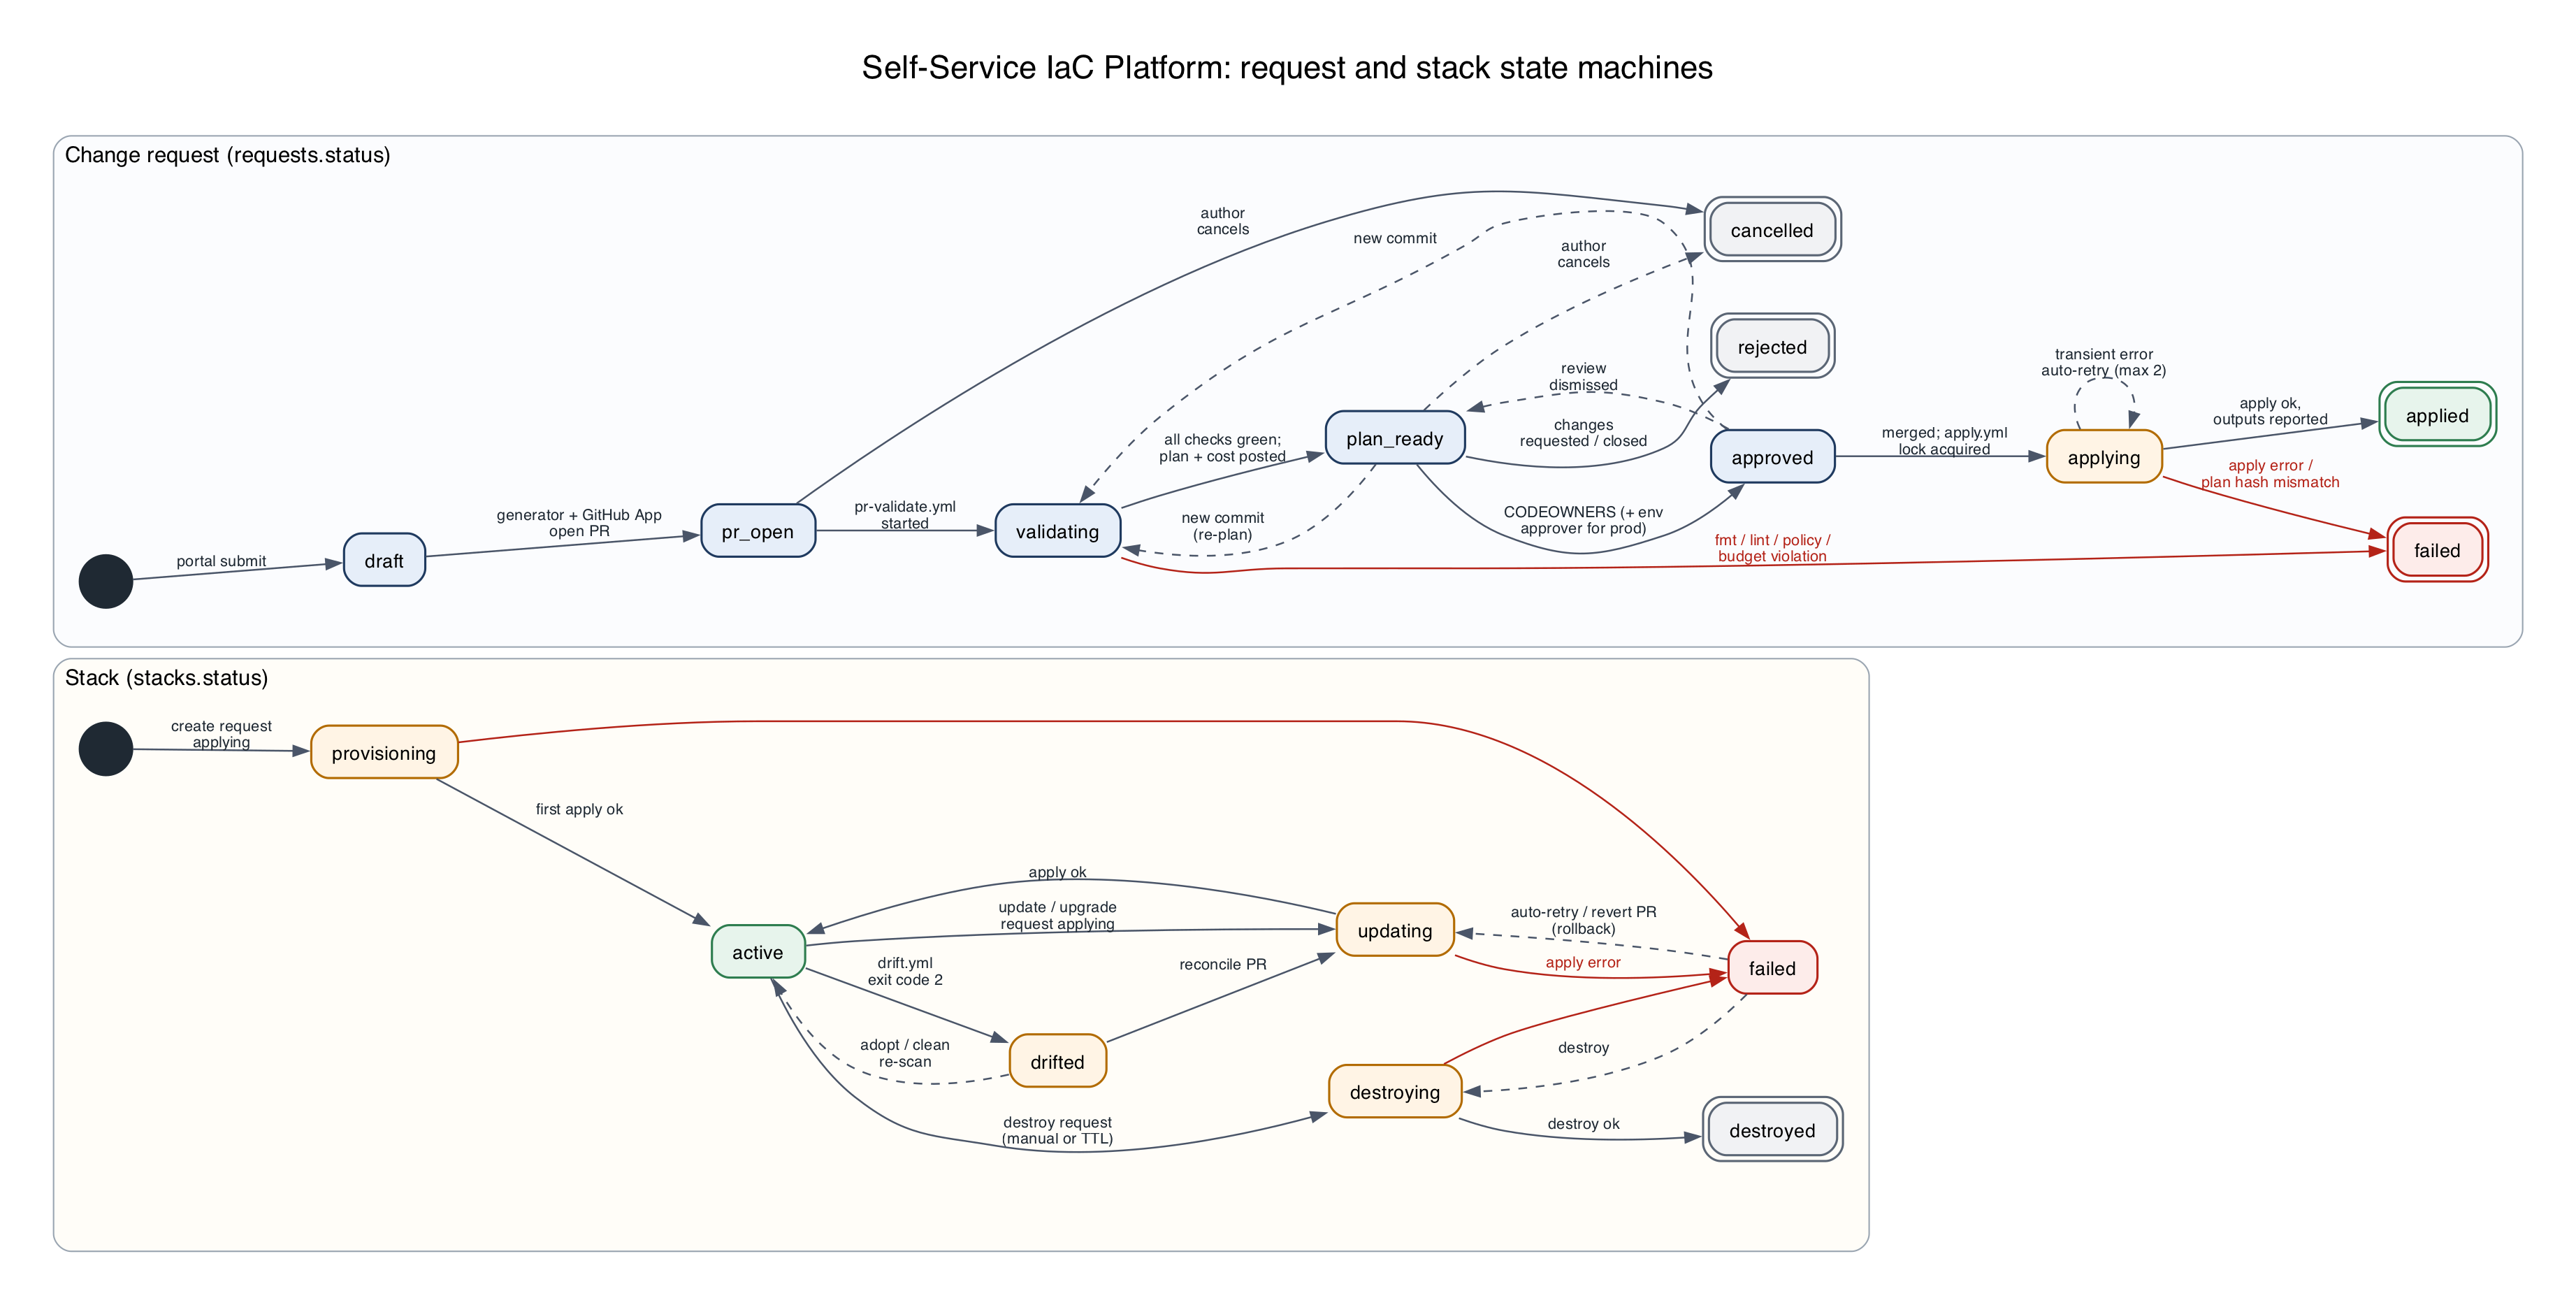 Self-Service IaC Platform: request and stack state machines
Change request (requests.status)
author
cancels
new commit
author
cancels
cancelled
rejected
transient error
auto-retry (max 2)
review
dismissed
apply ok,
outputs reported
applied
all checks green;
plan + cost posted
plan_ready
changes
requested / closed
approved
merged; apply.yml
lock acquired
applying
apply error /
plan hash mismatch
generator + GitHub App
open PR
pr-validate.yml
started
new commit
(re-plan)
CODEOWNERS (+ env
approver for prod)
portal submit
draft
pr_open
validating
fmt / lint / policy /
budget violation
failed
Stack (stacks.status)
create request
applying
provisioning
first apply ok
apply ok
update / upgrade
request applying
updating
auto-retry / revert PR
(rollback)
active
drift.yml
exit code 2
reconcile PR
apply error
failed
adopt / clean
re-scan
drifted
destroy
destroying
destroy request
(manual or TTL)
destroy ok
destroyed